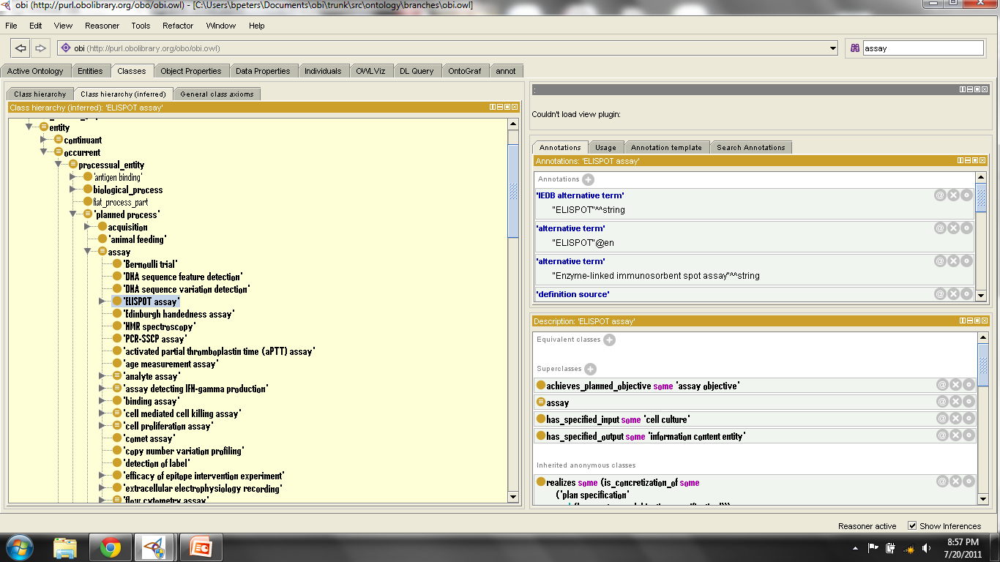 obi (http://purl.obolibrary.org/obo/obi.owl) - [C:\Users\bpeters\Documents\obi\trunk\src\ontology\branches\obi.owl]
File Edit View Reasoner Tools Refactor Window Help
obi (http://purl.obolibrary.org/obo/obi.owl)
assay
Active Ontology Entities Classes Object Properties Data Properties Individuals OWLViz DL Query OntoGraf annot
Class hierarchy Class hierarchy (inferred) General class axioms
Class hierarchy (inferred): 'ELISPOT assay'
entity
continuant
occurrent
processual_entity
'antigen binding'
biological_process
fiat_process_part
'planned process'
acquisition
'animal feeding'
assay
'Bernoulli trial'
'DNA sequence feature detection'
'DNA sequence variation detection'
'ELISPOT assay'
'Edinburgh handedness assay'
'NMR spectroscopy'
'PCR-SSCP assay'
'activated partial thromboplastin time (aPTT) assay'
'age measurement assay'
'analyte assay'
'assay detecting IFN-gamma production'
'binding assay'
'cell mediated cell killing assay'
'cell proliferation assay'
'comet assay'
'copy number variation profiling'
'detection of label'
'efficacy of epitope intervention experiment'
'extracellular electrophysiology recording'
'flow cytometry assay'
:
Couldn't load view plugin:
Annotations Usage Annotation template Search Annotations
Annotations: 'ELISPOT assay'
Annotations
'IEDB alternative term'
"ELISPOT"^^string
'alternative term'
"ELISPOT"@en
'alternative term'
"Enzyme-linked immunosorbent spot assay"^^string
'definition source'
Description: 'ELISPOT assay'
Equivalent classes
Superclasses
achieves_planned_objective some 'assay objective'
assay
has_specified_input some 'cell culture'
has_specified_output some 'information content entity'
Inherited anonymous classes
realizes some (is_concretization_of some
('plan specification'
Reasoner active Show Inferences
8:57 PM
7/20/2011